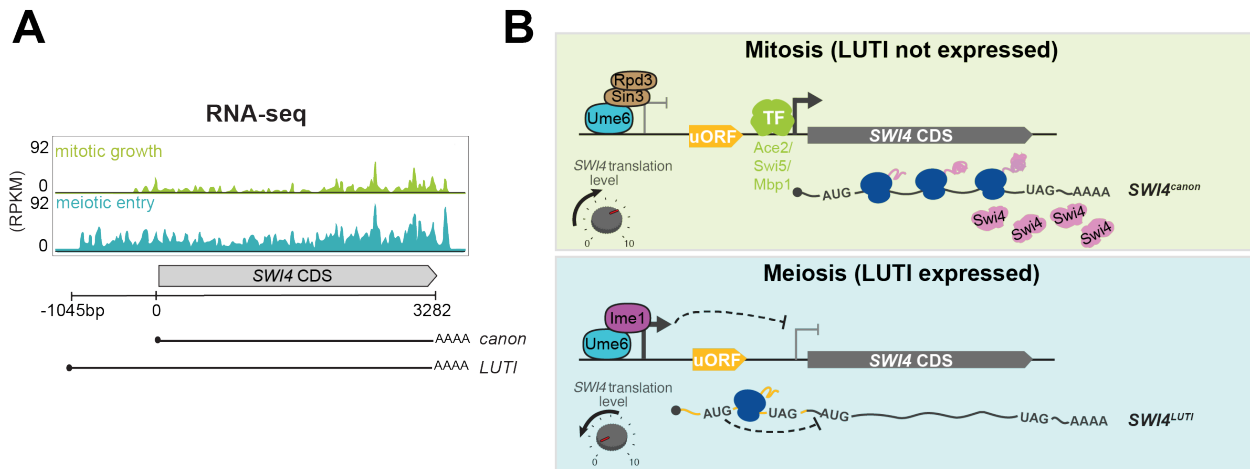 A
RNA-seq
92
mitotic growth
0
92
meiotic entry
0
(RPKM)
SWI4 CDS
-1045bp 0 3282
AAAA canon
AAAA LUTI
B
Mitosis (LUTI not expressed)
Rpd3
Sin3
Ume6
uORF
TF
SWI4 CDS
Ace2/
Swi5/
Mbp1
SWI4 translation
level
0 10
AUG UAG AAAA SWI4canon
Swi4 Swi4 Swi4 Swi4
Meiosis (LUTI expressed)
Ime1
Ume6
uORF
SWI4 CDS
SWI4 translation
level
0 10
AUG UAG AUG UAG AAAA SWI4LUTI